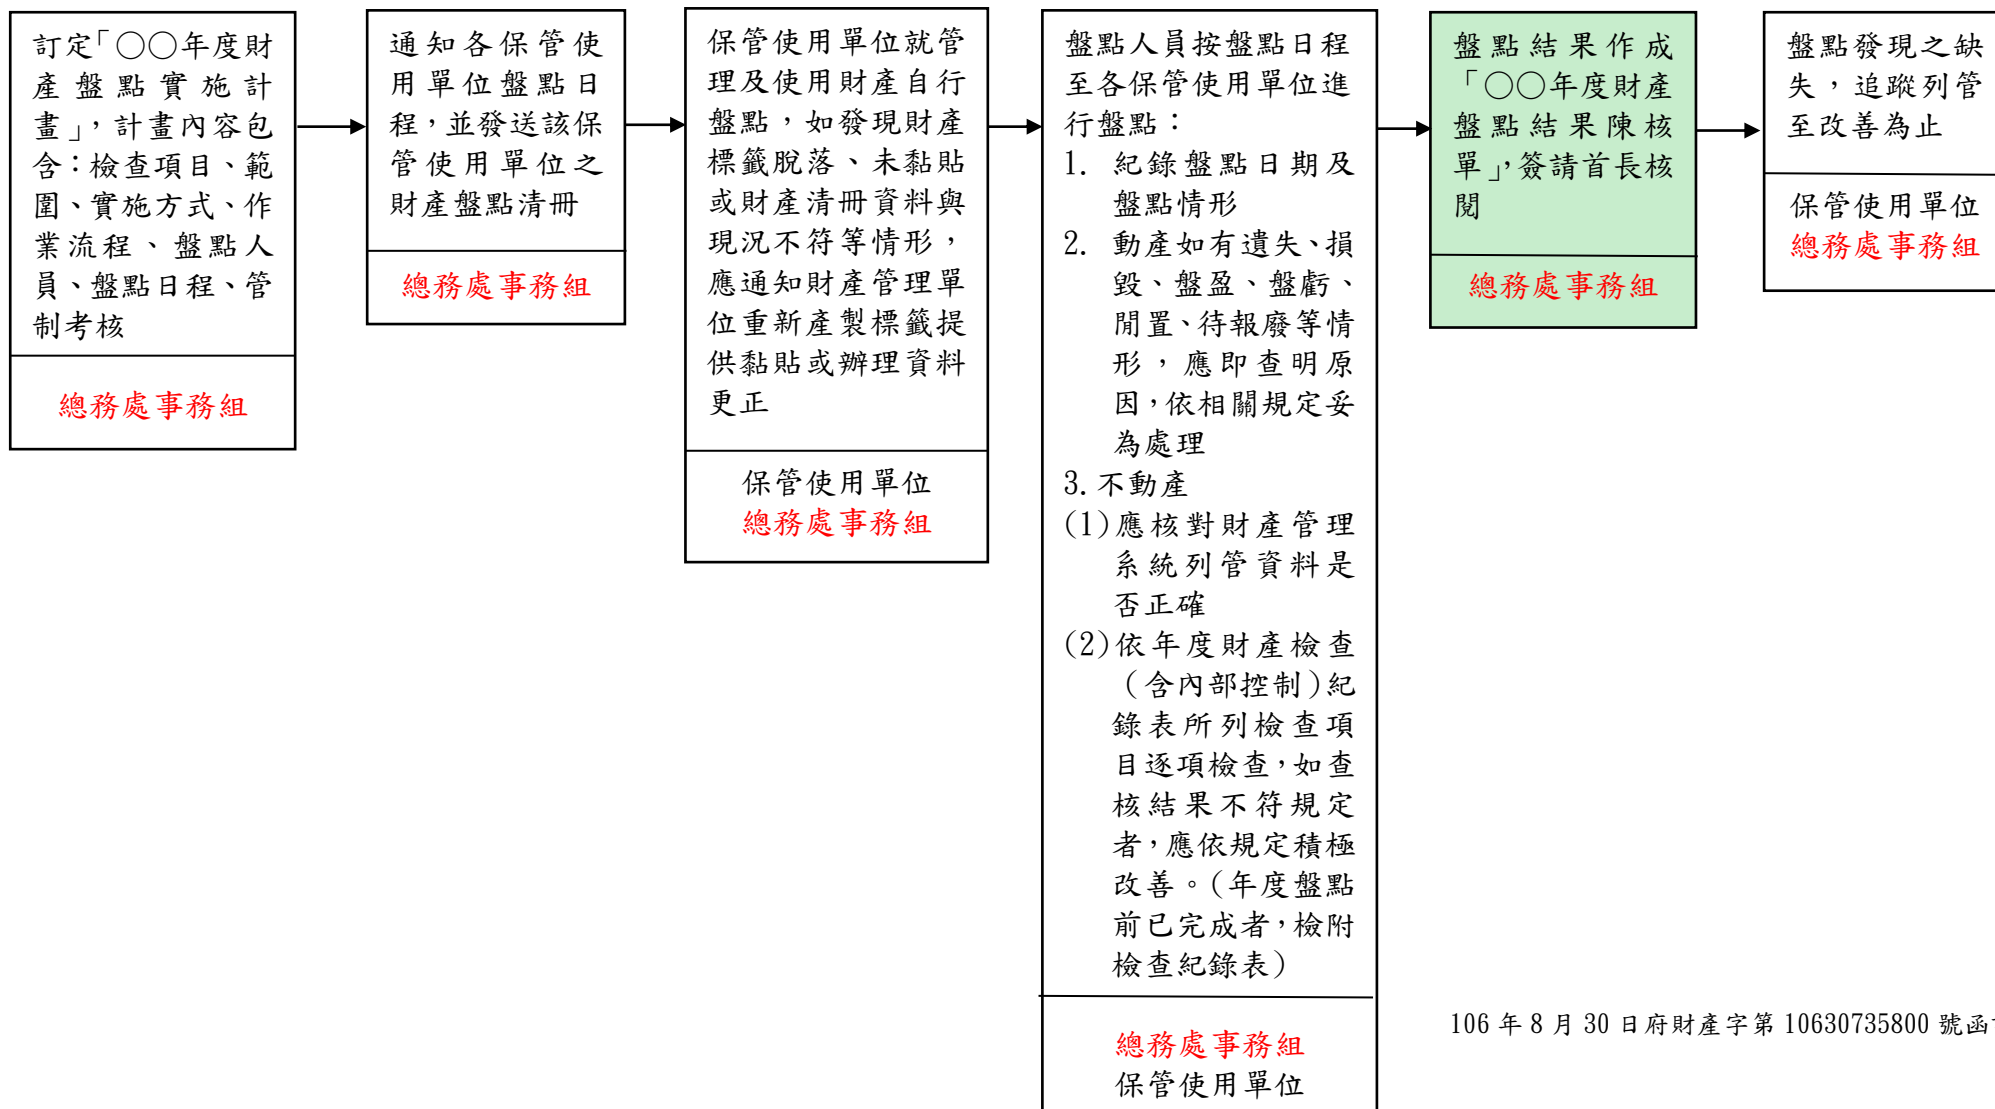 訂定「○○年度財
產盤點實施計
畫」，計畫內容包
含：檢查項目、範
圍、實施方式、作
業流程、盤點人
員、盤點日程、管
制考核
總務處事務組
通知各保管使
用單位盤點日
程，並發送該保
管使用單位之
財產盤點清冊
總務處事務組
保管使用單位就管
理及使用財產自行
盤點，如發現財產
標籤脫落、未黏貼
或財產清冊資料與
現況不符等情形，
應通知財產管理單
位重新產製標籤提
供黏貼或辦理資料
更正
保管使用單位
總務處事務組
盤點人員按盤點日程
至各保管使用單位進
行盤點：
1. 紀錄盤點日期及
盤點情形
2. 動產如有遺失、損
毀、盤盈、盤虧、
閒置、待報廢等情
形，應即查明原
因，依相關規定妥
為處理
3.不動產
(1)應核對財產管理
系統列管資料是
否正確
(2)依年度財產檢查
（含內部控制）紀
錄表所列檢查項
目逐項檢查，如查
核結果不符規定
者，應依規定積極
改善。（年度盤點
前已完成者，檢附
檢查紀錄表）
總務處事務組
保管使用單位
盤點結果作成
「○○年度財產
盤點結果陳核
單」，簽請首長核
閱
總務處事務組
盤點發現之缺
失，追蹤列管
至改善為止
保管使用單位
總務處事務組
106 年 8 月 30 日府財產字第 10630735800 號函